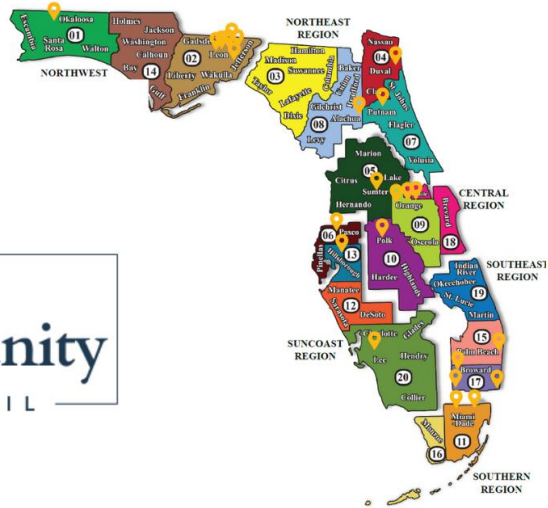 Okaloosa
Escambia
01
Santa
Rosa
Walton
NORTHWEST
Holmes
Jackson
Washington
Calhoun
Bay
14
Gulf
02
Leon
Jefferson
Liberty
Wakulla
Franklin
NORTHEAST
REGION
Hamilton
Madison
Suwannee
Columbia
03
Taylor
Lafayette
Dixie
Baker
Union
Bradford
Gilchrist
Alachua
08
Levy
Nassau
04
Duval
St. Johns
Putnam
Flagler
07
Volusia
Marion
05
Lake
Citrus
Sumter
Hernando
CENTRAL
REGION
Orange
09
Osceola
Brevard
18
06
Pasco
Pinellas
13
Hillsborough
Polk
10
Hardee
Highlands
Manatee
12
Sarasota
DeSoto
SUNCOAST
REGION
Charlotte
Glades
Lee
Hendry
20
Collier
SOUTHEAST
REGION
Indian
River
Okeechobee
19
St. Lucie
Martin
15
Palm Beach
Broward
17
Miami
Dade
11
Monroe
16
SOUTHERN
REGION
nity
IL